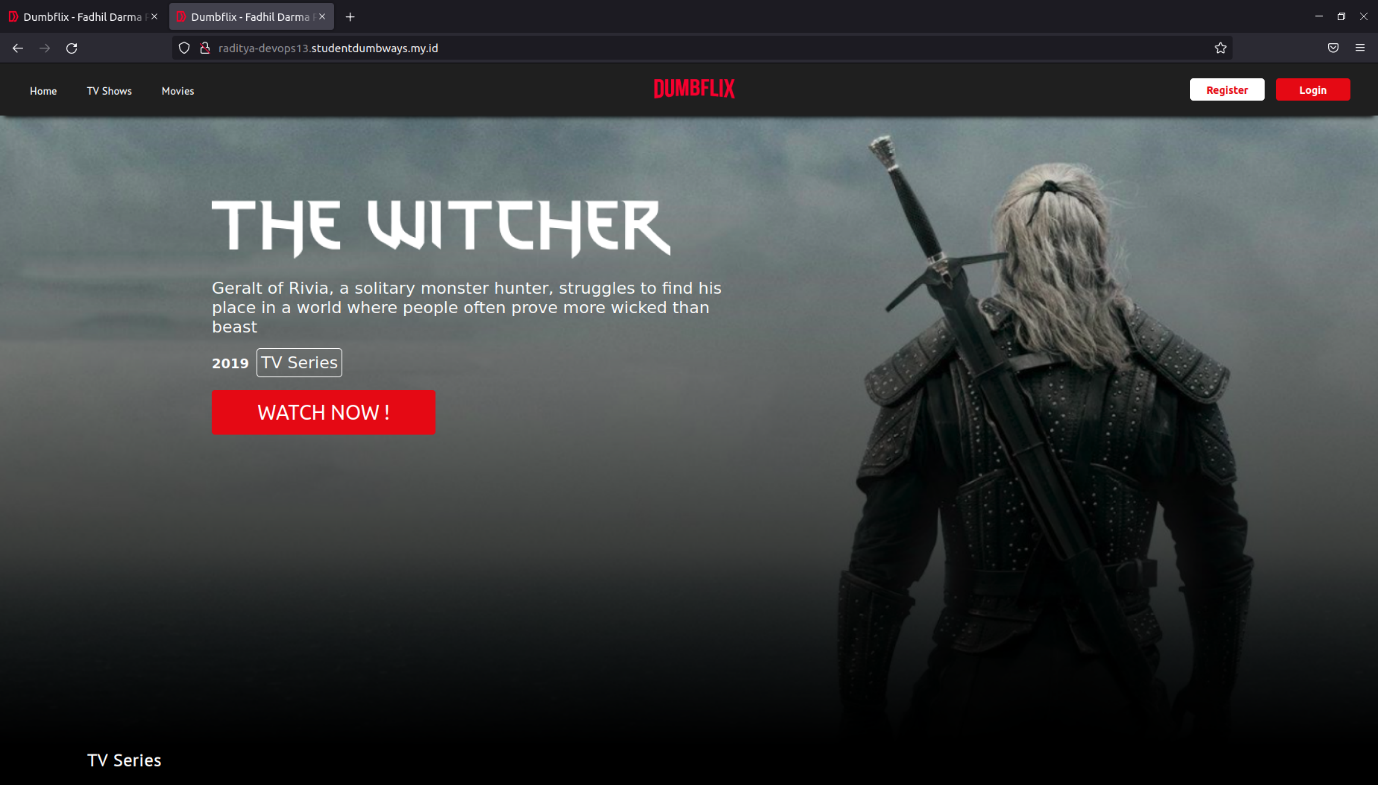 Dumbflix - Fadhil Darma
Dumbflix - Fadhil Darma
raditya-devops13.studentdumbways.my.id
Home TV Shows Movies DUMBFLIX Register Login
THE WITCHER
Geralt of Rivia, a solitary monster hunter, struggles to find his
place in a world where people often prove more wicked than
beast
2019 TV Series
WATCH NOW !
TV Series